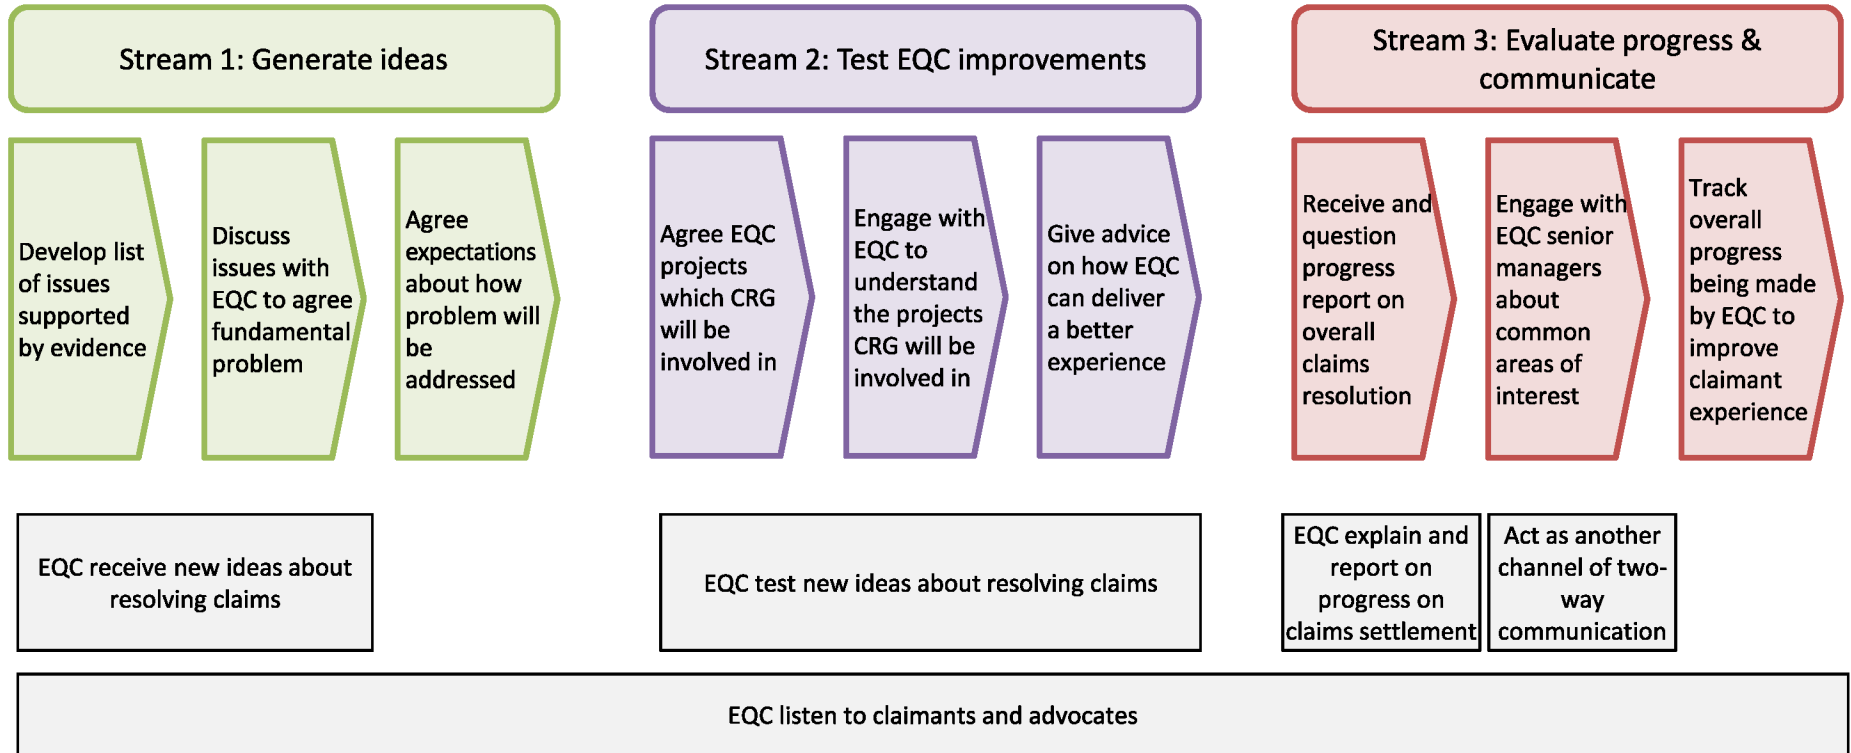 Stream 1: Generate ideas
Stream 2: Test EQC improvements
Stream 3: Evaluate progress &
communicate
Develop list
of issues
supported
by evidence
Discuss
issues with
EQC to agree
fundamental
problem
Agree
expectations
about how
problem will
be
addressed
Agree EQC
projects
which CRG
will be
involved in
Engage with
EQC to
understand
the projects
CRG will be
involved in
Give advice
on how EQC
can deliver
a better
experience
Receive and
question
progress
report on
overall
claims
resolution
Engage with
EQC senior
managers
about
common
areas of
interest
Track
overall
progress
being made
by EQC to
improve
claimant
experience
EQC receive new ideas about
resolving claims
EQC test new ideas about resolving claims
EQC explain and
report on
progress on
claims settlement
Act as another
channel of two-
way
communication
EQC listen to claimants and advocates